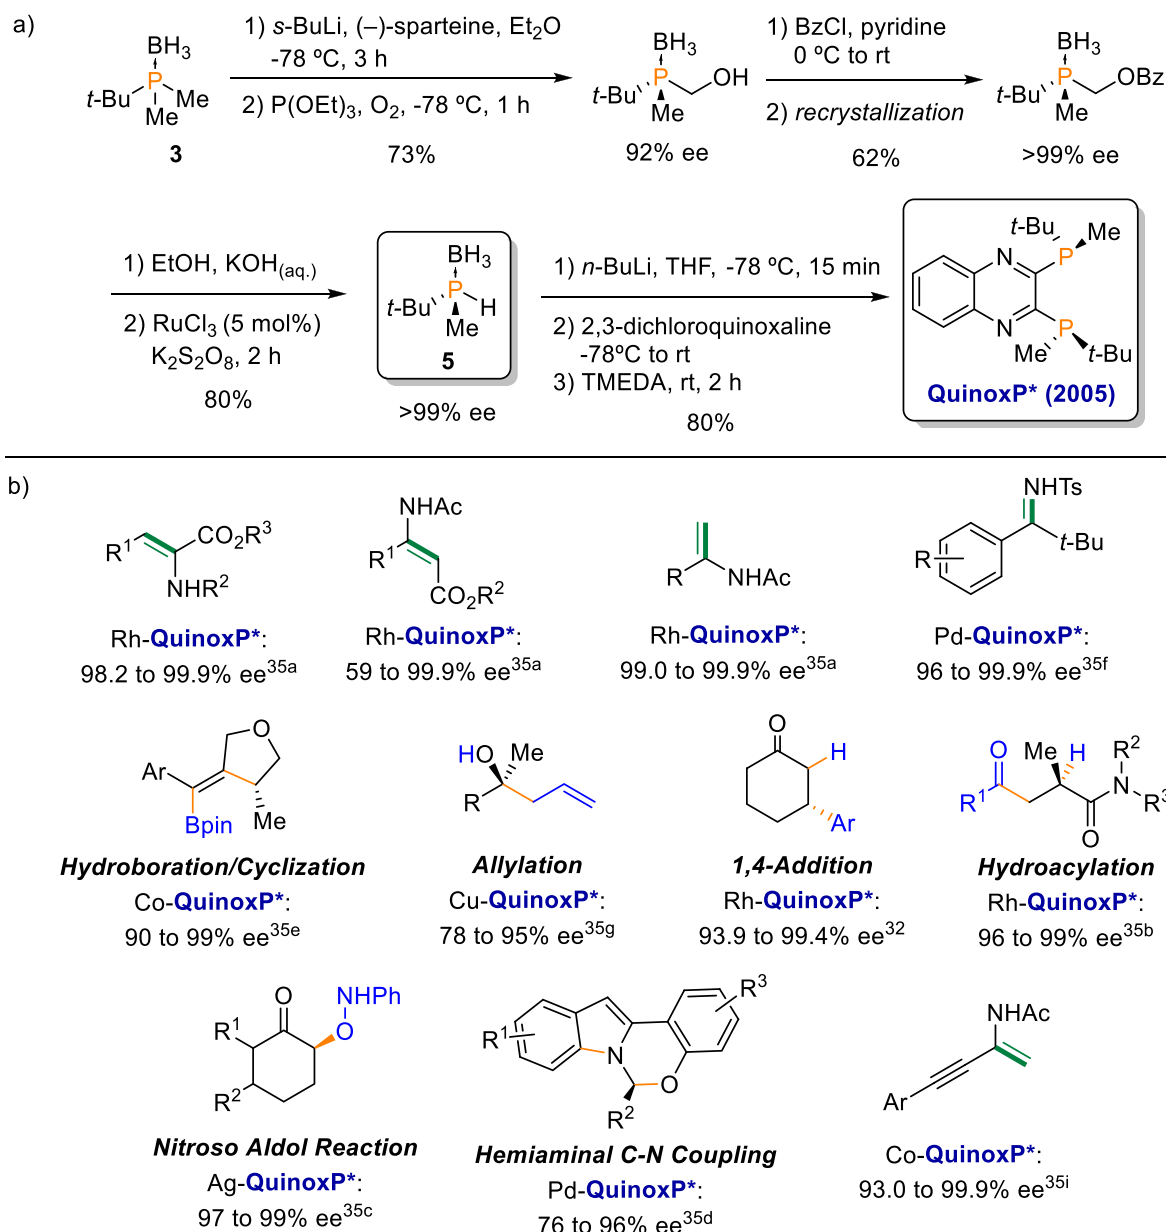 a)
1) s-BuLi, (–)-sparteine, Et2O
-78 ºC, 3 h
2) P(OEt)3, O2, -78 ºC, 1 h
73%
BH3
P
t-Bu
Me
Me
3
BH3
P
OH
t-Bu
Me
92% ee
1) BzCl, pyridine
0 ºC to rt
2) recrystallization
62%
BH3
P
OBz
t-Bu
Me
>99% ee
1) EtOH, KOH(aq.)
2) RuCl3 (5 mol%)
K2S2O8, 2 h
80%
BH3
P
H
t-Bu
Me
5
>99% ee
1) n-BuLi, THF, -78 ºC, 15 min
2) 2,3-dichloroquinoxaline
-78ºC to rt
3) TMEDA, rt, 2 h
80%
t-Bu
Me
N
P
N
P
Me
t-Bu
QuinoxP* (2005)
b)
R1
CO2R3
NHR2
Rh-QuinoxP*:
98.2 to 99.9% ee35a
NHAc
R1
CO2R2
Rh-QuinoxP*:
59 to 99.9% ee35a
R
NHAc
Rh-QuinoxP*:
99.0 to 99.9% ee35a
NHTs
R
t-Bu
Pd-QuinoxP*:
96 to 99.9% ee35f
O
Ar
Bpin
Me
Hydroboration/Cyclization
Co-QuinoxP*:
90 to 99% ee35e
HO
Me
R
Allylation
Cu-QuinoxP*:
78 to 95% ee35g
O
H
Ar
1,4-Addition
Rh-QuinoxP*:
93.9 to 99.4% ee32
O
Me
H
R2
R1
N
R3
O
Hydroacylation
Rh-QuinoxP*:
96 to 99% ee35b
O
NHPh
R1
O
R2
Nitroso Aldol Reaction
Ag-QuinoxP*:
97 to 99% ee35c
R3
R1
N
O
R2
Hemiaminal C-N Coupling
Pd-QuinoxP*:
76 to 96% ee35d
NHAc
Ar
Co-QuinoxP*:
93.0 to 99.9% ee35i